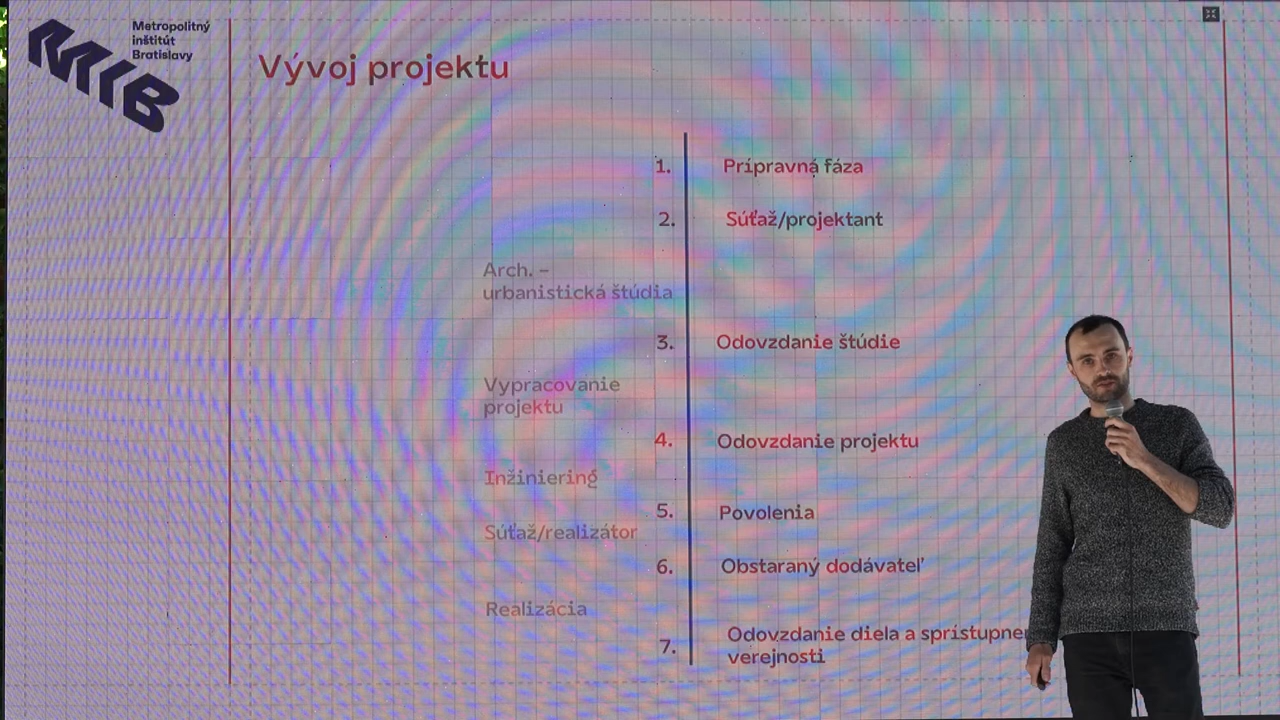 Metropolitný
inštitút
Bratislavy
MIB
Vývoj projektu
1. Prípravná fáza
2. Súťaž/projektant
Arch. –
urbanistická štúdia
3. Odovzdanie štúdie
Vypracovanie
projektu
4. Odovzdanie projektu
Inžiniering
5. Povolenia
Súťaž/realizátor
6. Obstaraný dodávateľ
Realizácia
7. Odovzdanie diela a
verejnosti